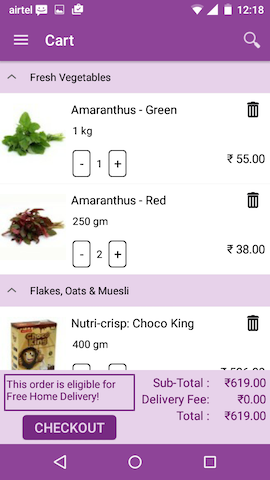 airtel 12:18
Cart
Fresh Vegetables
Amaranthus - Green
1 kg
- 1 +
₹ 55.00
Amaranthus - Red
250 gm
- 2 +
₹ 38.00
Flakes, Oats & Muesli
Nutri-crisp: Choco King
400 gm
This order is eligible for
Free Home Delivery!
Sub-Total : ₹619.00
Delivery Fee: ₹0.00
Total : ₹619.00
CHECKOUT